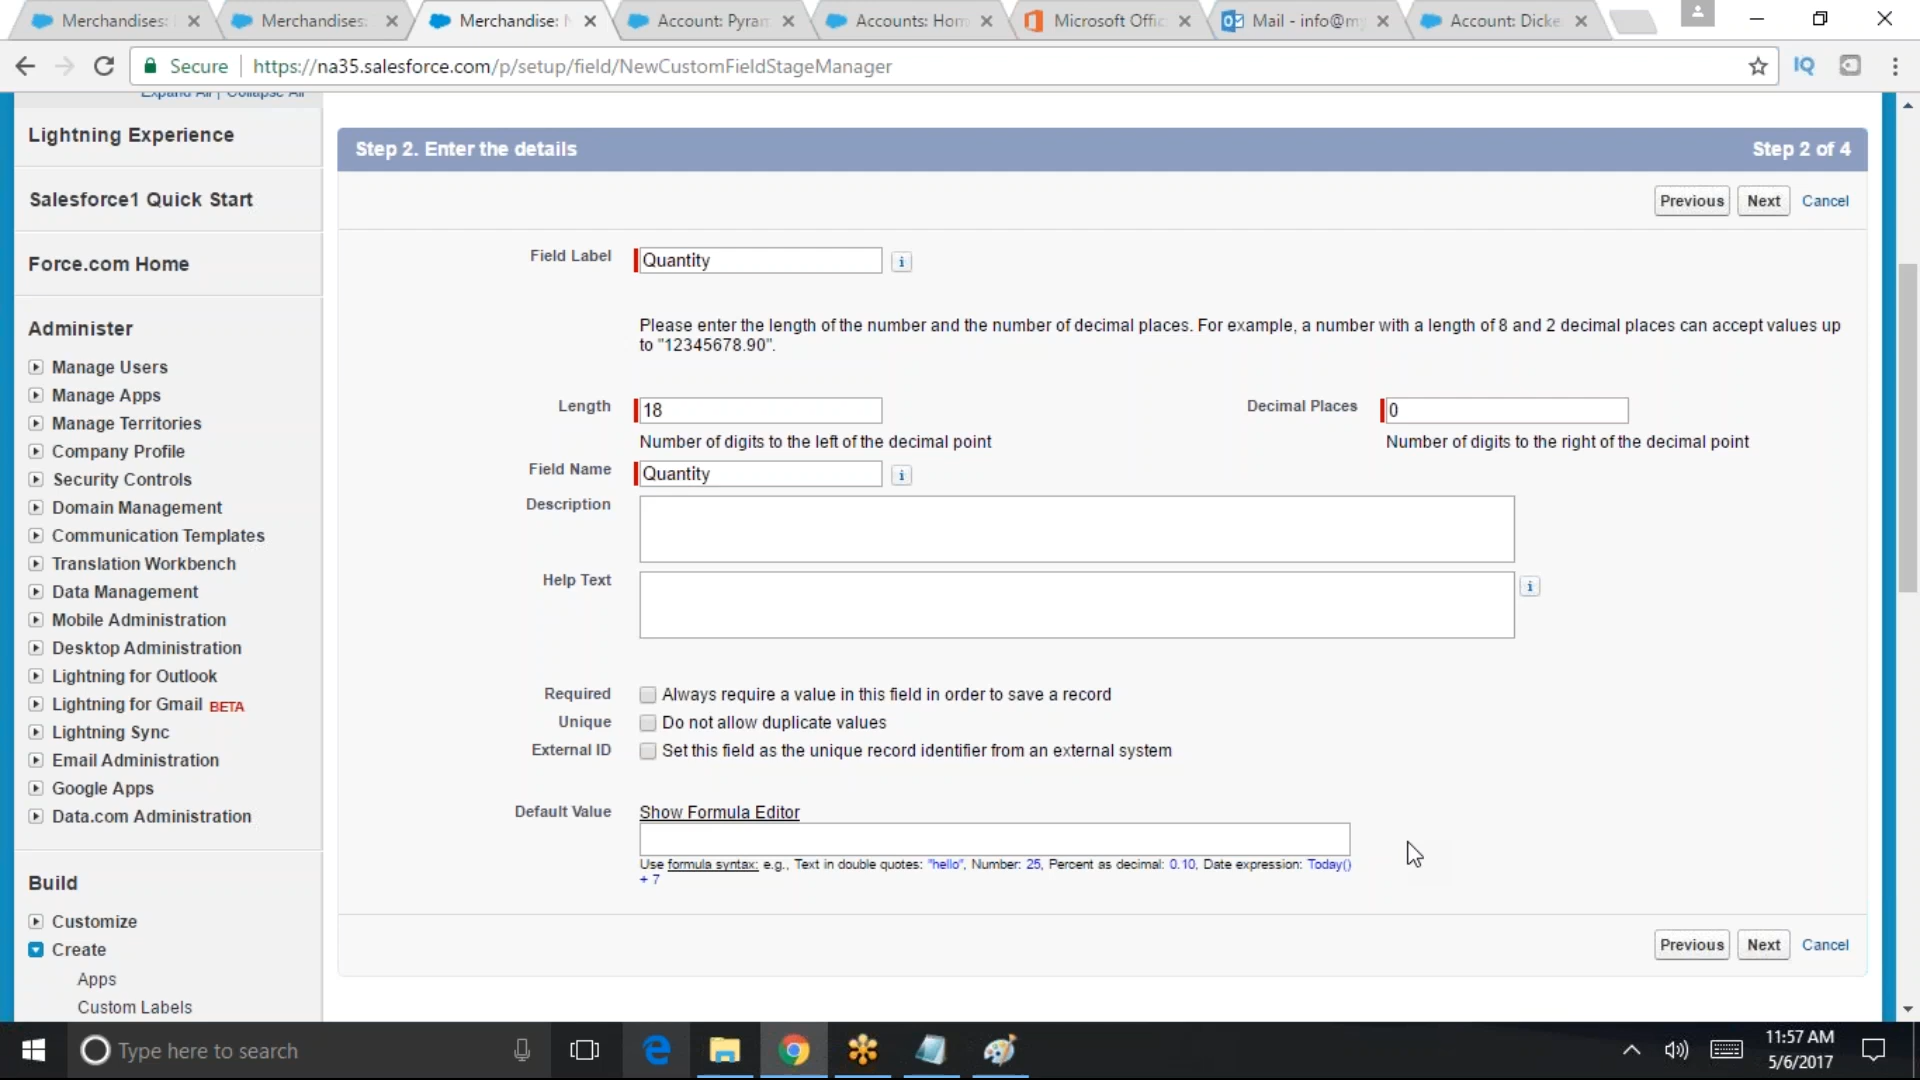 Merchandises:
Merchandises:
Merchandise: N
Account: Pyram
Accounts: Hom
Microsoft Offic
Mail - info@my
Account: Dicke
Secure
https://na35.salesforce.com/p/setup/field/NewCustomFieldStageManager
IQ
Expand All | Collapse All
Lightning Experience
Salesforce1 Quick Start
Force.com Home
Administer
Manage Users
Manage Apps
Manage Territories
Company Profile
Security Controls
Domain Management
Communication Templates
Translation Workbench
Data Management
Mobile Administration
Desktop Administration
Lightning for Outlook
Lightning for Gmail BETA
Lightning Sync
Email Administration
Google Apps
Data.com Administration
Build
Customize
Create
Apps
Custom Labels
Step 2. Enter the details
Step 2 of 4
Previous
Next
Cancel
Field Label
Quantity
i
Please enter the length of the number and the number of decimal places. For example, a number with a length of 8 and 2 decimal places can accept values up
to "12345678.90".
Length
18
Decimal Places
0
Number of digits to the left of the decimal point
Number of digits to the right of the decimal point
Field Name
Quantity
i
Description
Help Text
i
Required
Always require a value in this field in order to save a record
Unique
Do not allow duplicate values
External ID
Set this field as the unique record identifier from an external system
Default Value
Show Formula Editor
Use formula syntax: e.g., Text in double quotes: "hello", Number: 25, Percent as decimal: 0.10, Date expression: Today()
+ 7
Previous
Next
Cancel
Type here to search
11:57 AM
5/6/2017